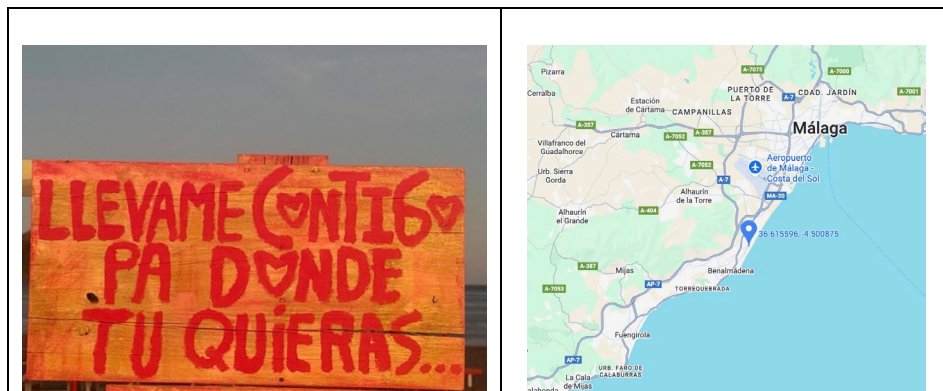 LLEVAME CONTIGO
PA DONDE
TU QUIERAS...
Pizarra
Cerralba
A-7075
A-7000
PUERTO DE
LA TORRE
A-7
CDAD. JARDÍN
A-7001
Estación
de Cártama
CAMPANILLAS
A-357
Cártama
A-7052
A-357
Málaga
Villafranco del
Guadalhorce
A-7052
Aeropuerto
de Málaga -
Costa del Sol
Urb. Sierra
Gorda
A-7
MA-20
Alhaurín
de la Torre
Alhaurín
el Grande
A-404
36.615596, -4.500875
A-387
Mijas
Benalmádena
A-7053
AP-7
TORREQUEBRADA
Fuengirola
AP-7
URB. FARO DE
CALABURRAS
La Cala
de Mijas